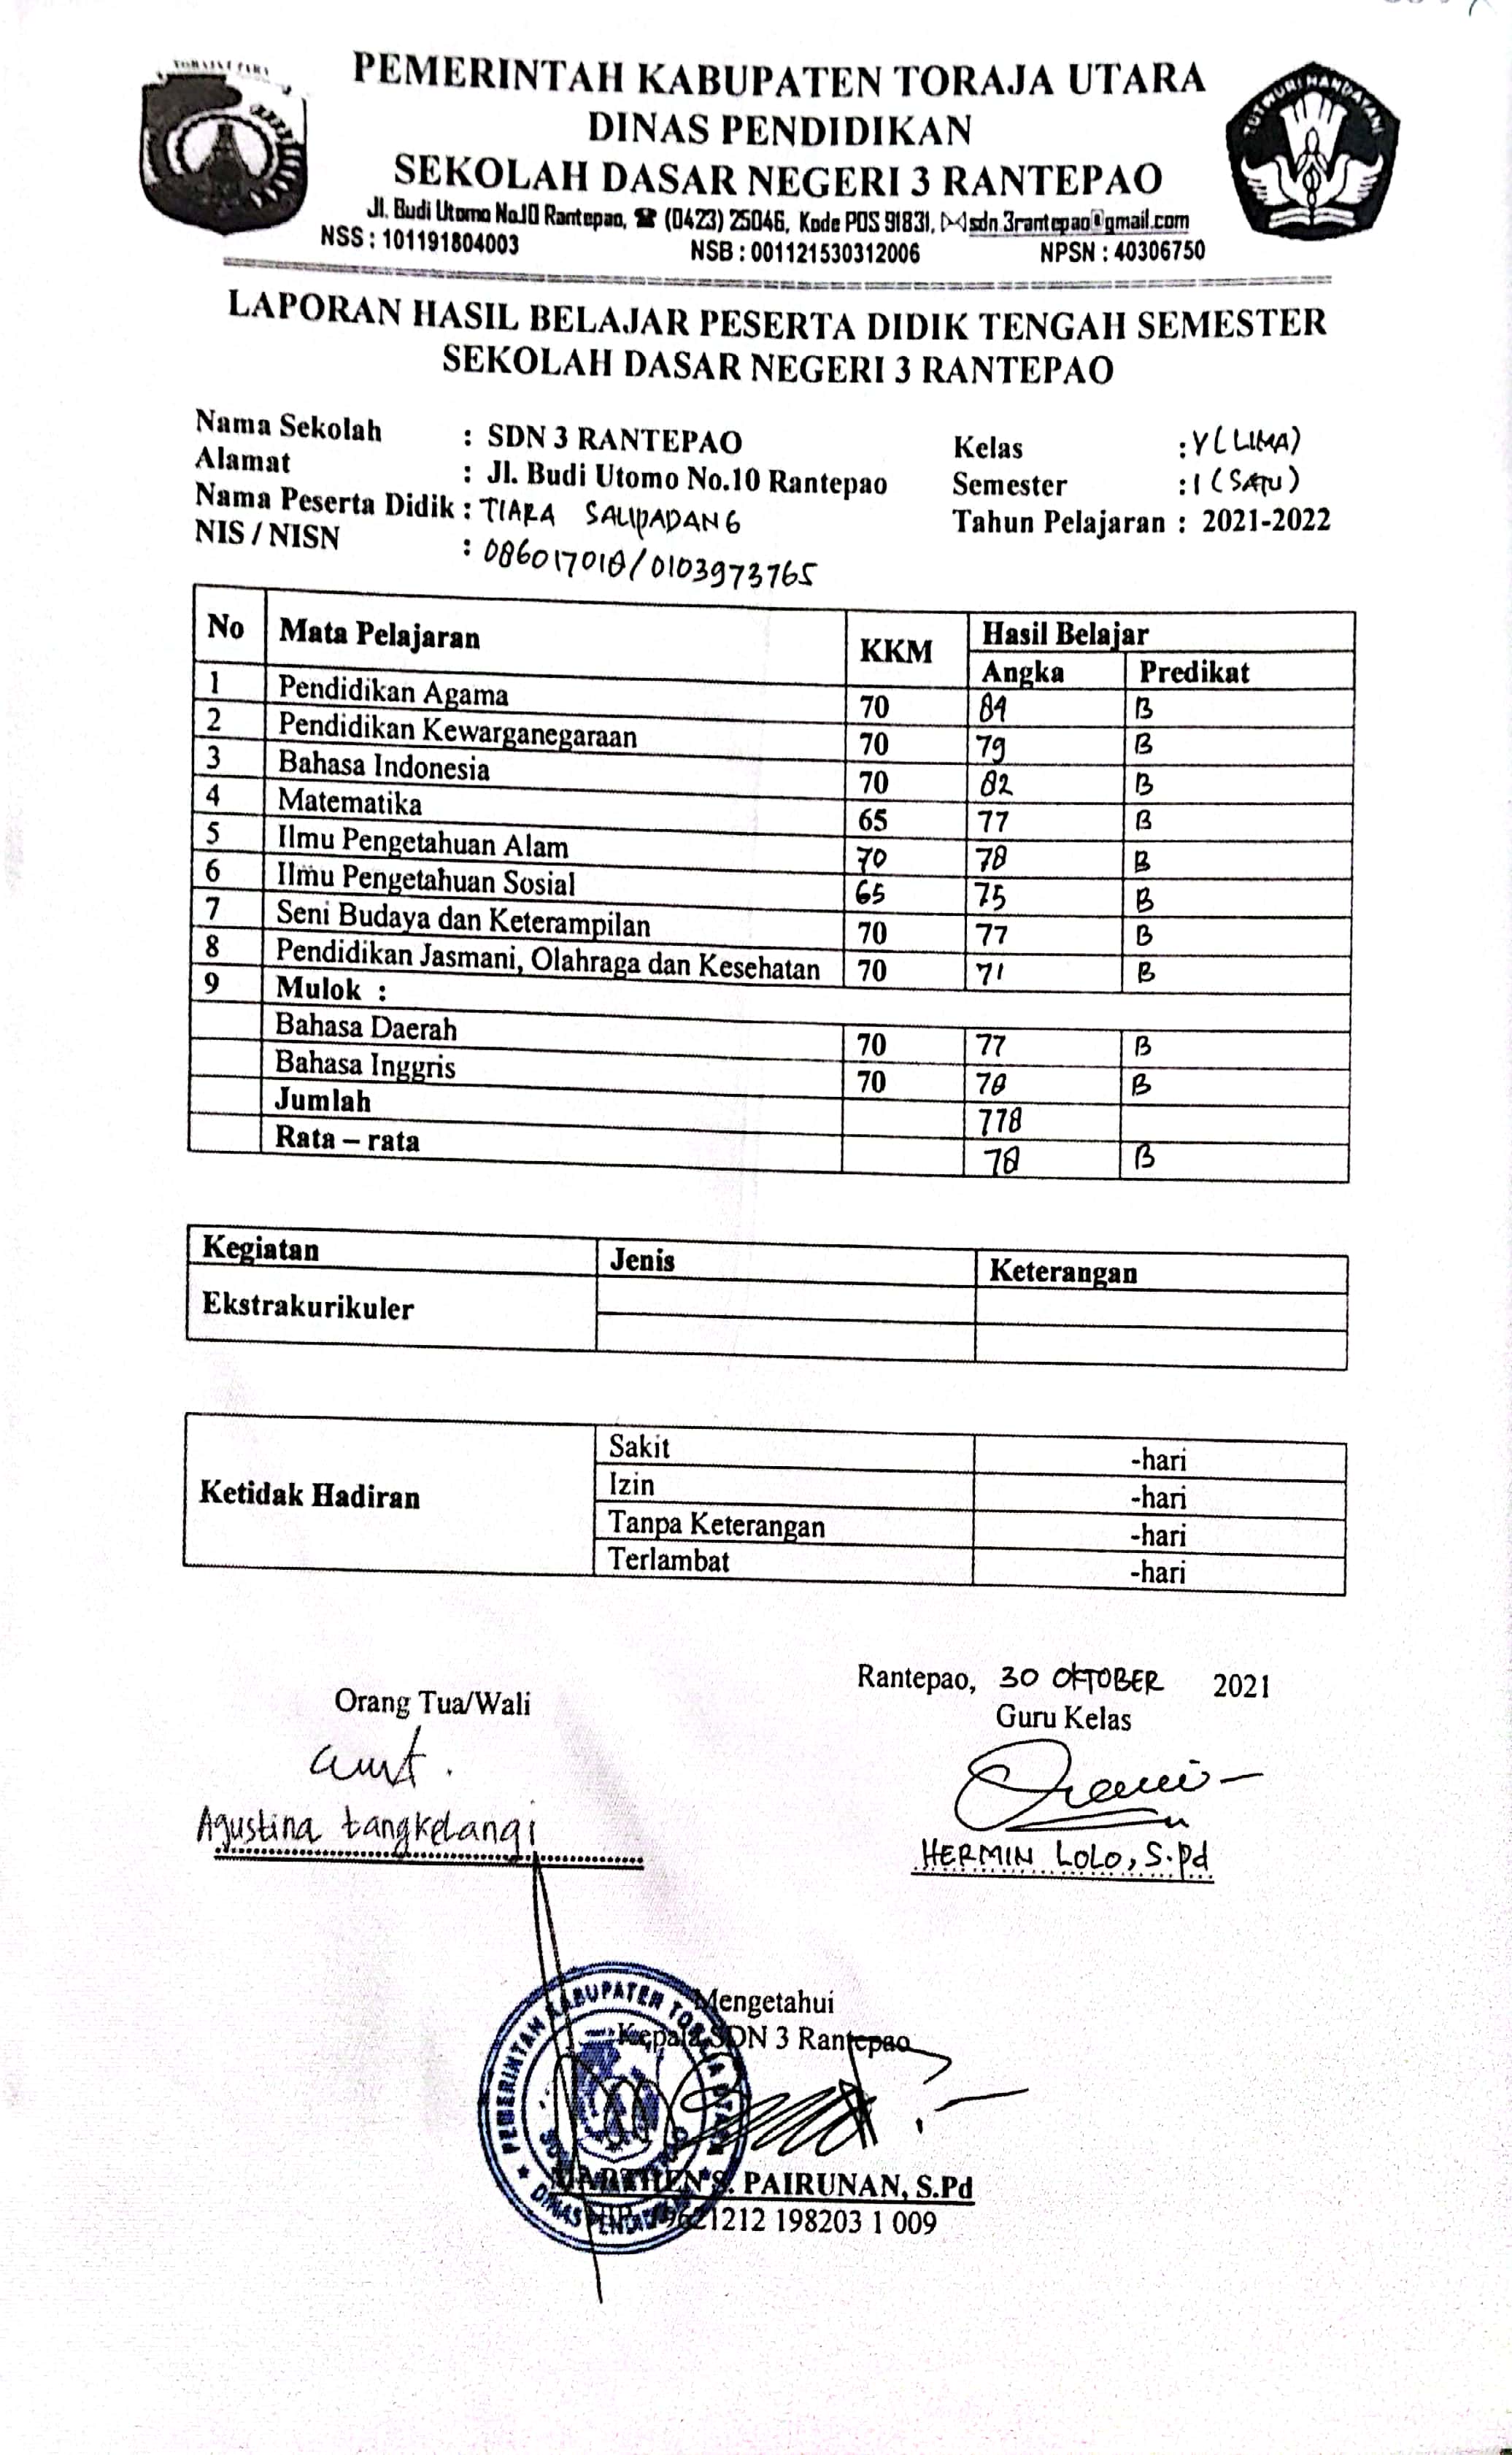 PEMERINTAH KABUPATEN TORAJA UTARA
DINAS PENDIDIKAN
SEKOLAH DASAR NEGERI 3 RANTEPAO
Jl. Budi Utomo No.10 Rantepao, ☎ (0423) 25046, Kode POS 91831, ✉sdn.3rantepao@gmail.com
NSS : 101191804003 NSB : 001121530312006 NPSN : 40306750
TUT WURI HANDAYANI
LAPORAN HASIL BELAJAR PESERTA DIDIK TENGAH SEMESTER
SEKOLAH DASAR NEGERI 3 RANTEPAO
Nama Sekolah : SDN 3 RANTEPAO Kelas : V (LIMA)
Alamat : Jl. Budi Utomo No.10 Rantepao Semester : I (SATU)
Nama Peserta Didik : TIARA SALIPADANG Tahun Pelajaran : 2021-2022
NIS / NISN : 086017018/0103973765
No Mata Pelajaran KKM Hasil Belajar
Angka Predikat
1 Pendidikan Agama 70 84 B
2 Pendidikan Kewarganegaraan 70 79 B
3 Bahasa Indonesia 70 82 B
4 Matematika 65 77 B
5 Ilmu Pengetahuan Alam 70 78 B
6 Ilmu Pengetahuan Sosial 65 75 B
7 Seni Budaya dan Keterampilan 70 77 B
8 Pendidikan Jasmani, Olahraga dan Kesehatan 70 71 B
9 Mulok :
Bahasa Daerah 70 77 B
Bahasa Inggris 70 78 B
Jumlah 778
Rata – rata 78 B
Kegiatan Jenis Keterangan
Ekstrakurikuler
Ketidak Hadiran
Sakit -hari
Izin -hari
Tanpa Keterangan -hari
Terlambat -hari
Rantepao, 30 OKTOBER 2021
Orang Tua/Wali Guru Kelas
Agustina tangkelangi HERMIN LOLO, S.Pd
Mengetahui
Kepala SDN 3 Rantepao
PEMERINTAH KABUPATEN TORAJA UTARA
DINAS PENDIDIKAN
MARTHEN S. PAIRUNAN, S.Pd
NIP. 19621212 198203 1 009